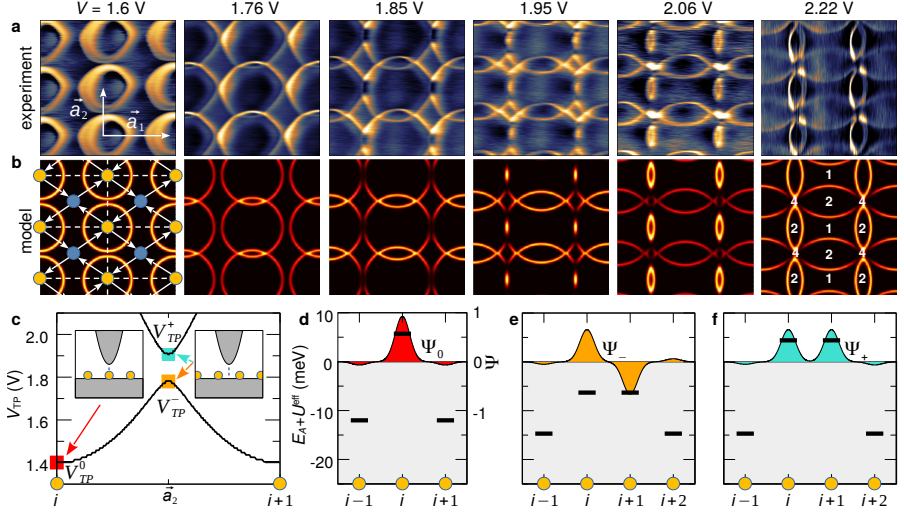 V = 1.6 V 1.76 V 1.85 V 1.95 V 2.06 V 2.22 V
a
experiment
a⃗₂
a⃗₁
b
model
1
4 2 4
2 1 2
4 2 4
2 1 2
c
V_TP (V)
2.0
1.8
1.6
1.4
V_TP^+
V_TP^−
V_TP^0
i a⃗₂ i+1
d
E_A + U^eff (meV)
10
0
-10
-20
Ψ₀
1
0
-1
Ψ
i−1 i i+1
e
Ψ₋
i−1 i i+1 i+2
f
Ψ₊
i−1 i i+1 i+2